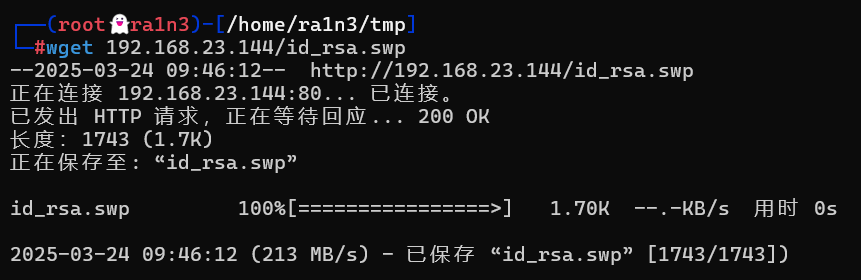 ┌──(root👻ra1n3)-[/home/ra1n3/tmp]
└─#wget 192.168.23.144/id_rsa.swp
--2025-03-24 09:46:12--  http://192.168.23.144/id_rsa.swp
正在连接 192.168.23.144:80... 已连接。
已发出 HTTP 请求，正在等待回应... 200 OK
长度：1743 (1.7K)
正在保存至: “id_rsa.swp”
id_rsa.swp          100%[================>]   1.70K  --.-KB/s  用时 0s
2025-03-24 09:46:12 (213 MB/s) - 已保存 “id_rsa.swp” [1743/1743])